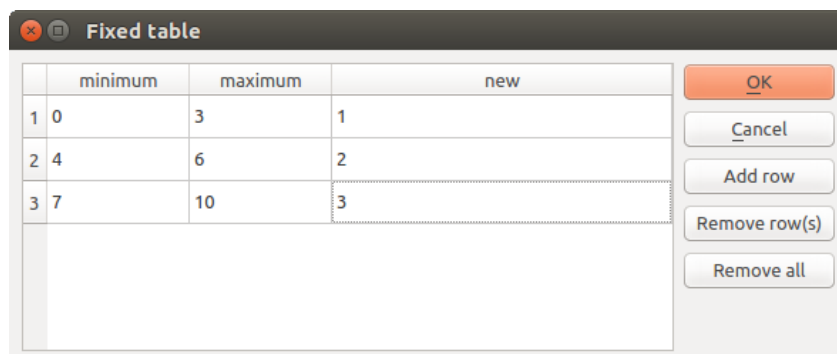 Fixed table
minimum maximum new
1 0 3 1
2 4 6 2
3 7 10 3
OK
Cancel
Add row
Remove row(s)
Remove all